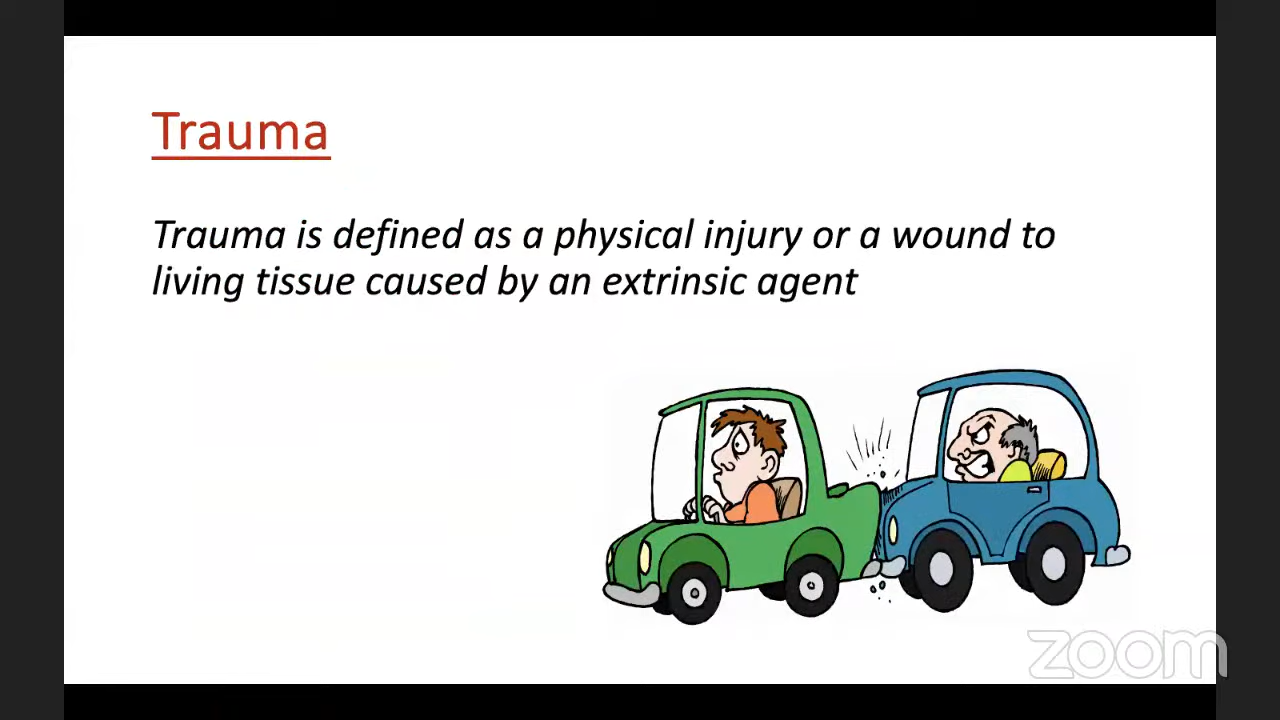 Trauma
Trauma is defined as a physical injury or a wound to
living tissue caused by an extrinsic agent
zoom